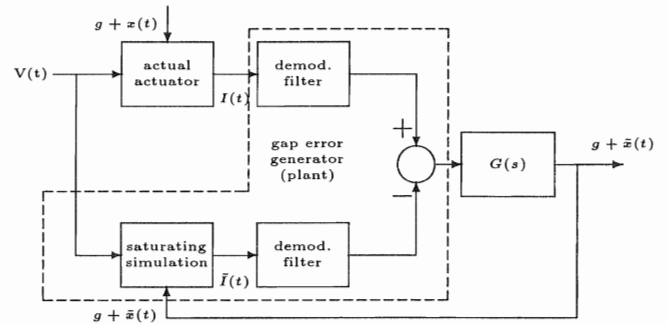 g + x(t)
V(t)
actual
actuator
I(t)
demod.
filter
gap error
generator
(plant)
+
−
G(s)
g + x̃(t)
saturating
simulation
Ĩ(t)
demod.
filter
g + x̃(t)